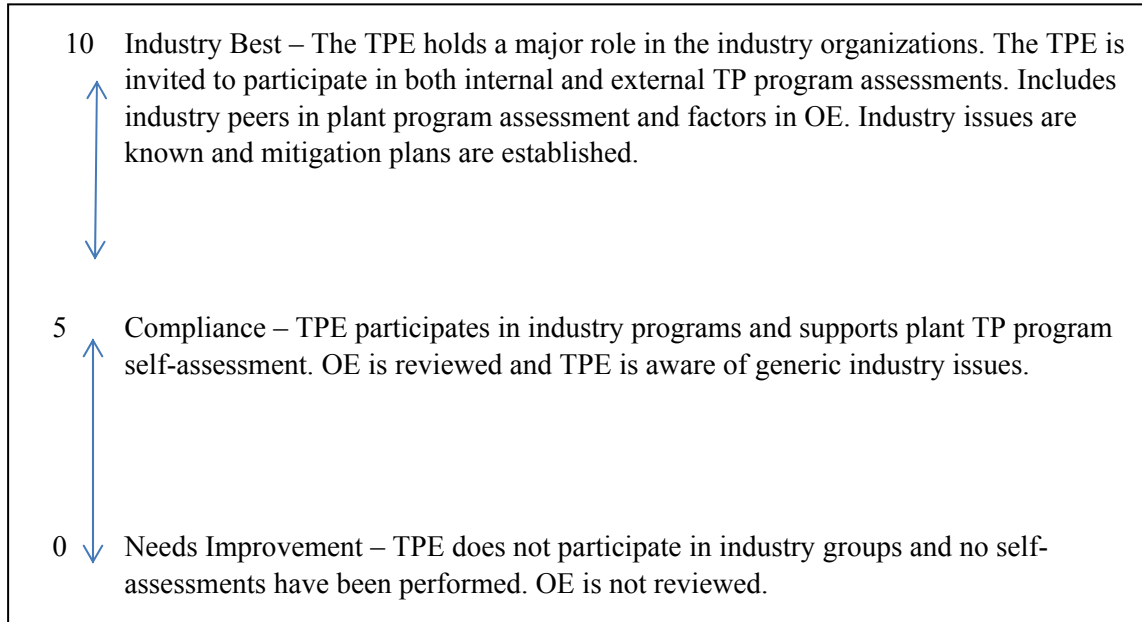 10 Industry Best – The TPE holds a major role in the industry organizations. The TPE is
invited to participate in both internal and external TP program assessments. Includes
industry peers in plant program assessment and factors in OE. Industry issues are
known and mitigation plans are established.
5 Compliance – TPE participates in industry programs and supports plant TP program
self-assessment. OE is reviewed and TPE is aware of generic industry issues.
0 Needs Improvement – TPE does not participate in industry groups and no self-
assessments have been performed. OE is not reviewed.